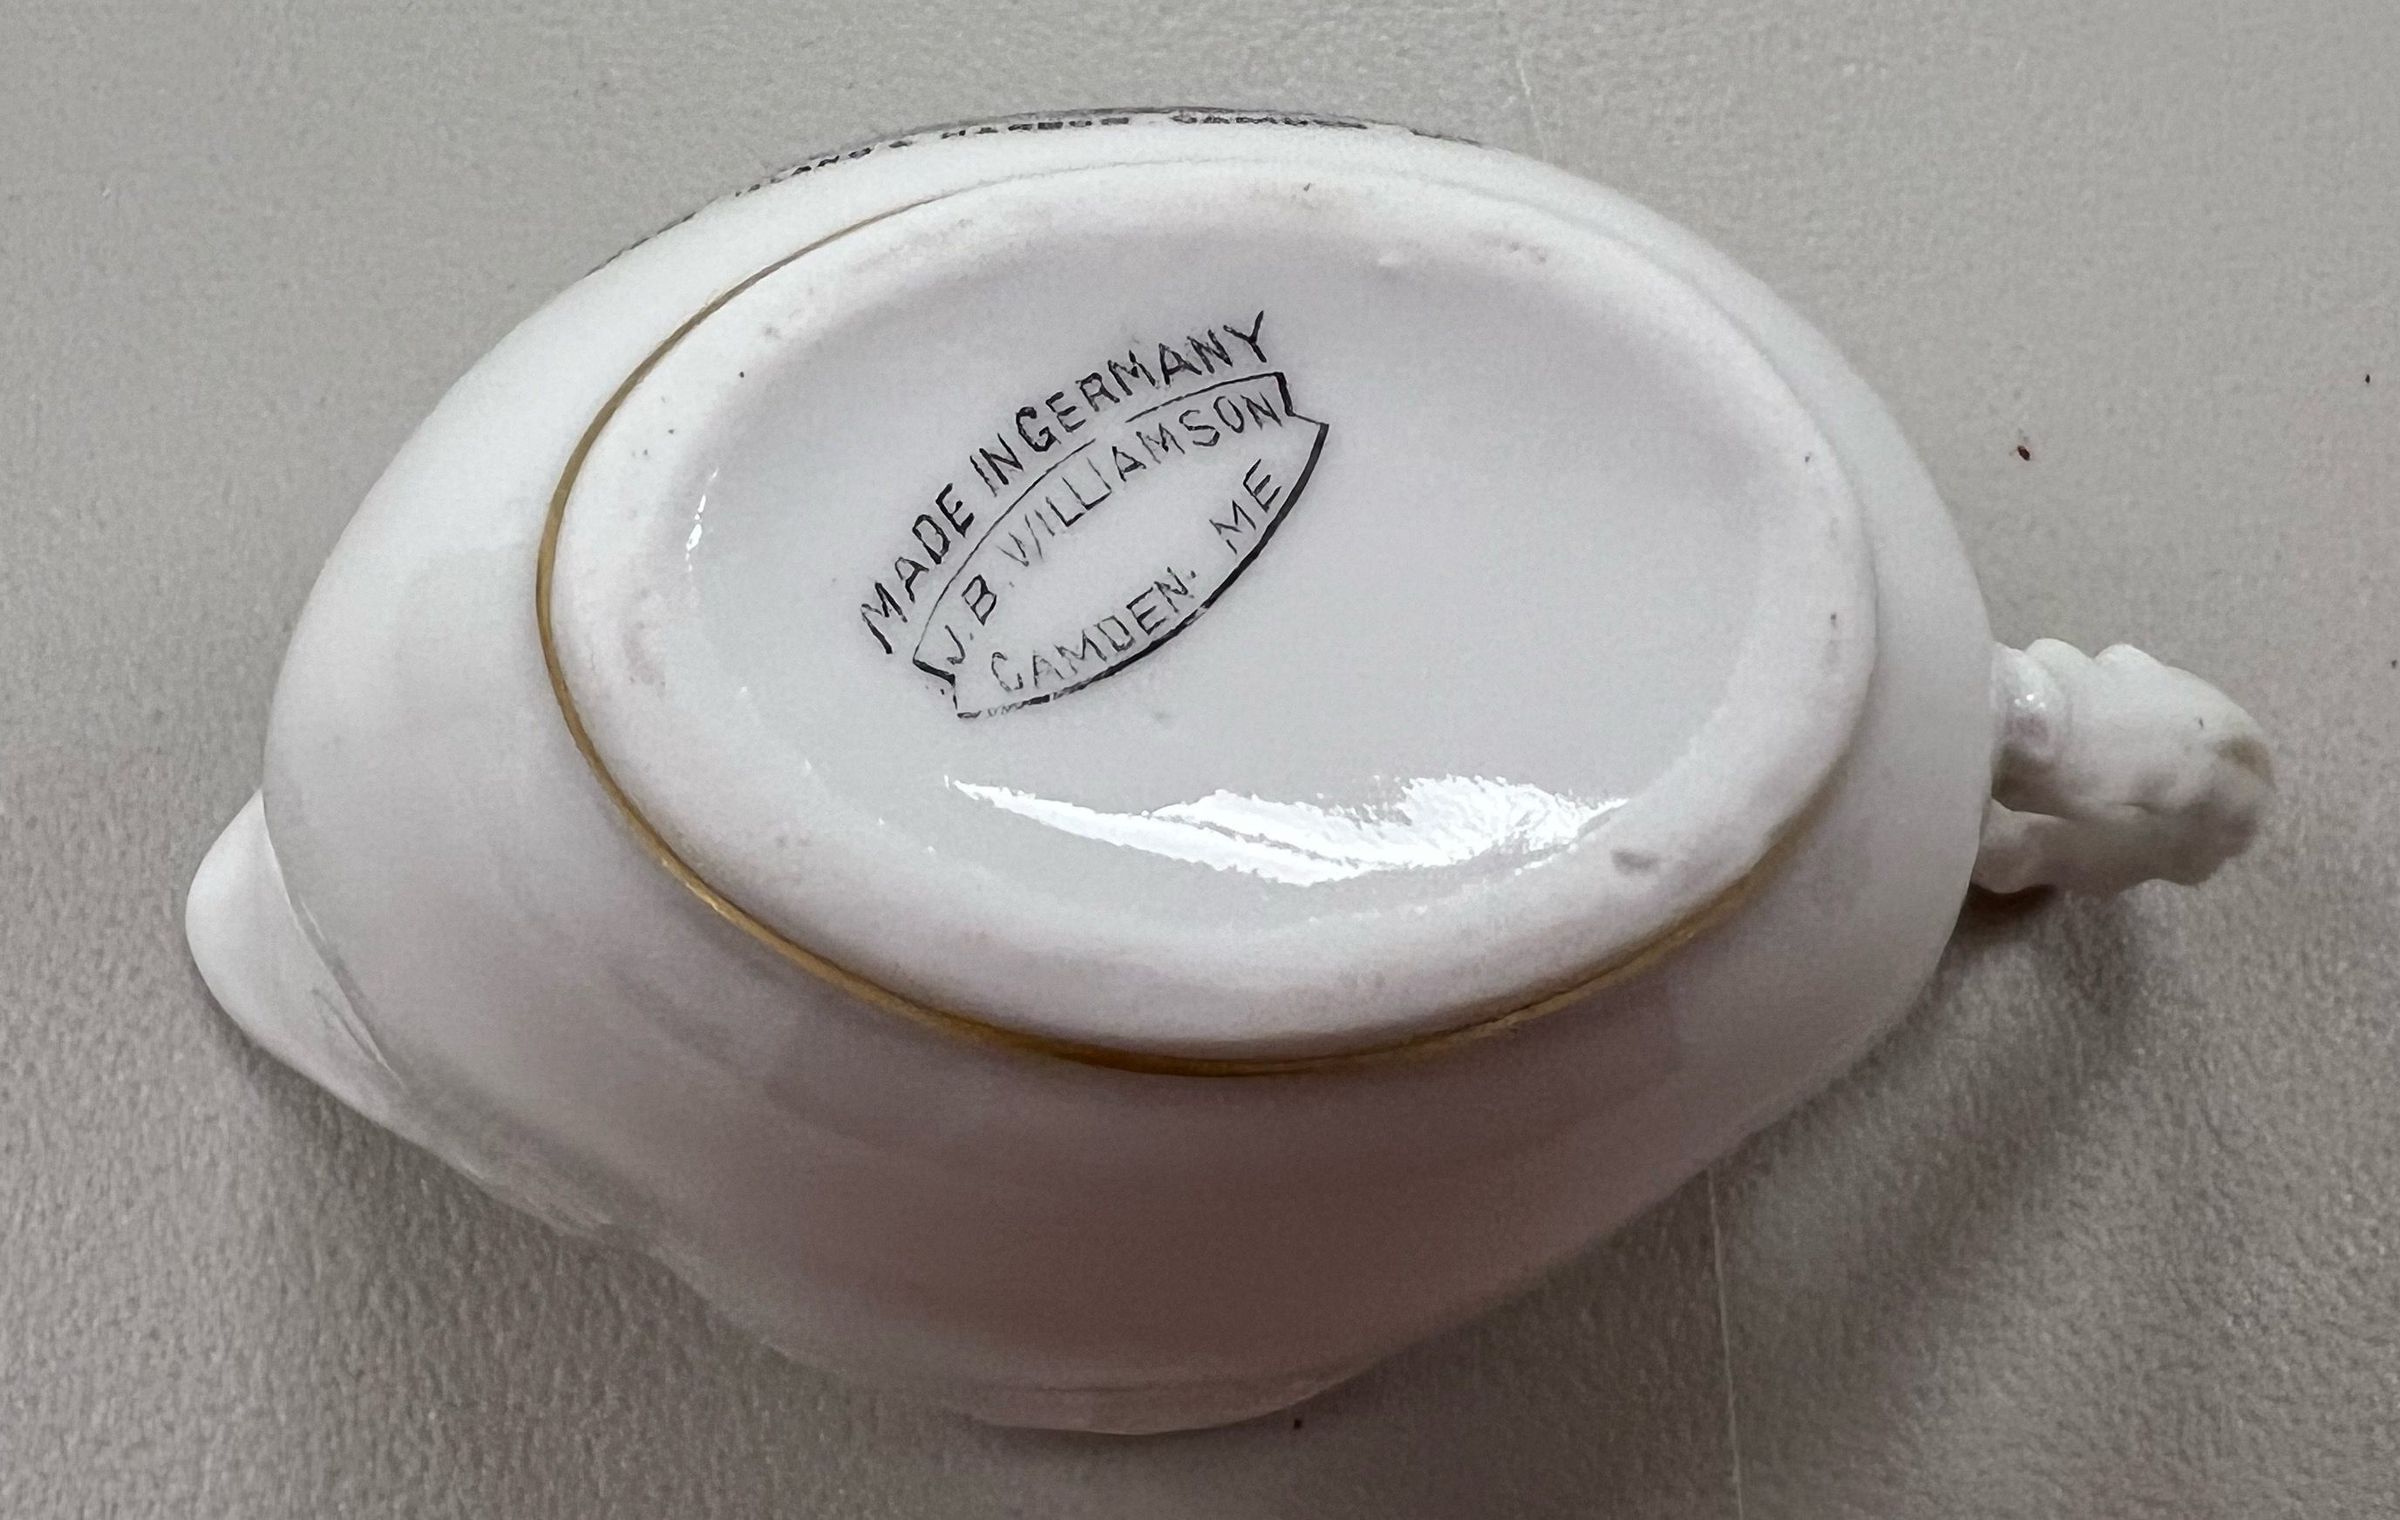 MADE IN GERMANY
J.B. WILLIAMSON
CAMDEN. ME